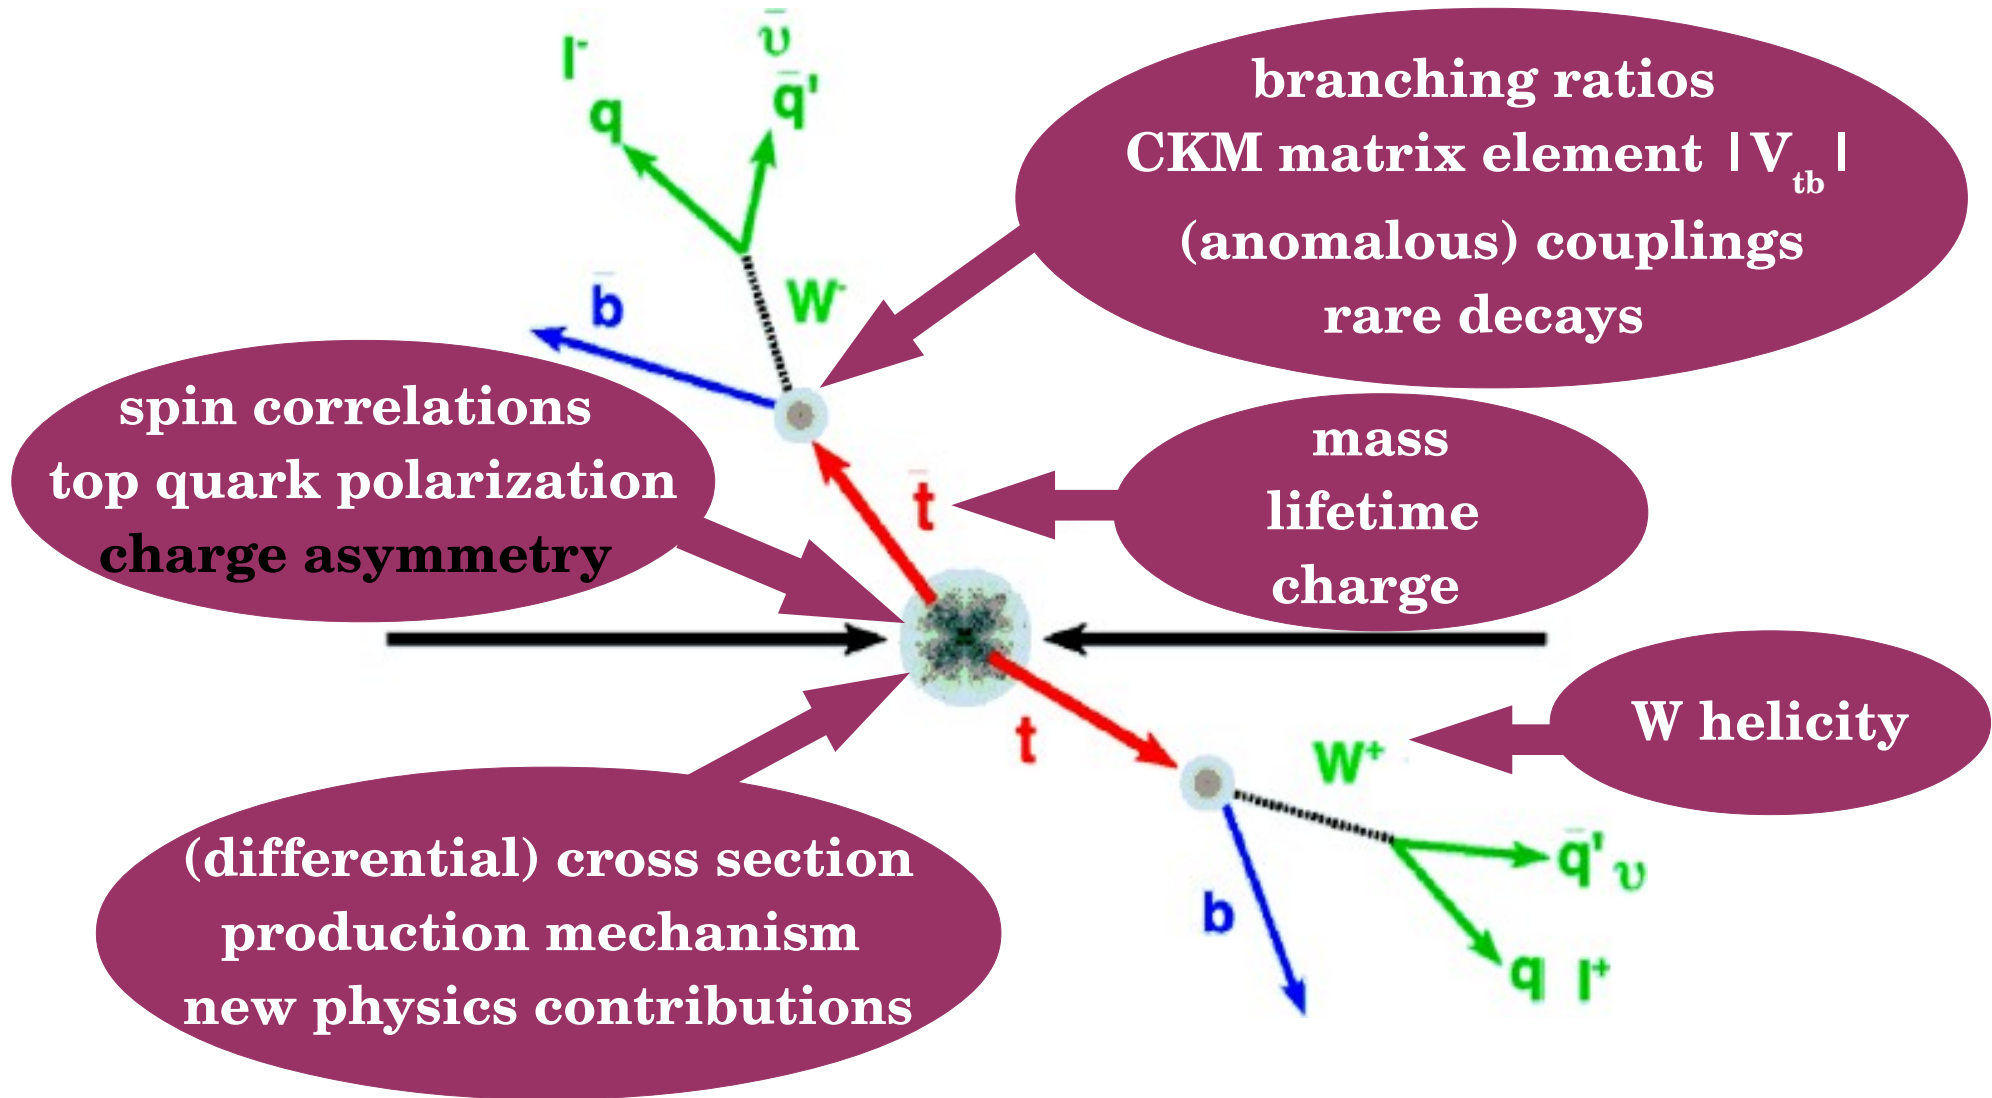 l⁻
ῡ
q
q̄'
branching ratios
CKM matrix element |V_tb|
(anomalous) couplings
rare decays
b̄
W⁻
spin correlations
top quark polarization
charge asymmetry
t̄
mass
lifetime
charge
t
W⁺
W helicity
(differential) cross section
production mechanism
new physics contributions
b
q̄' υ
q l⁺